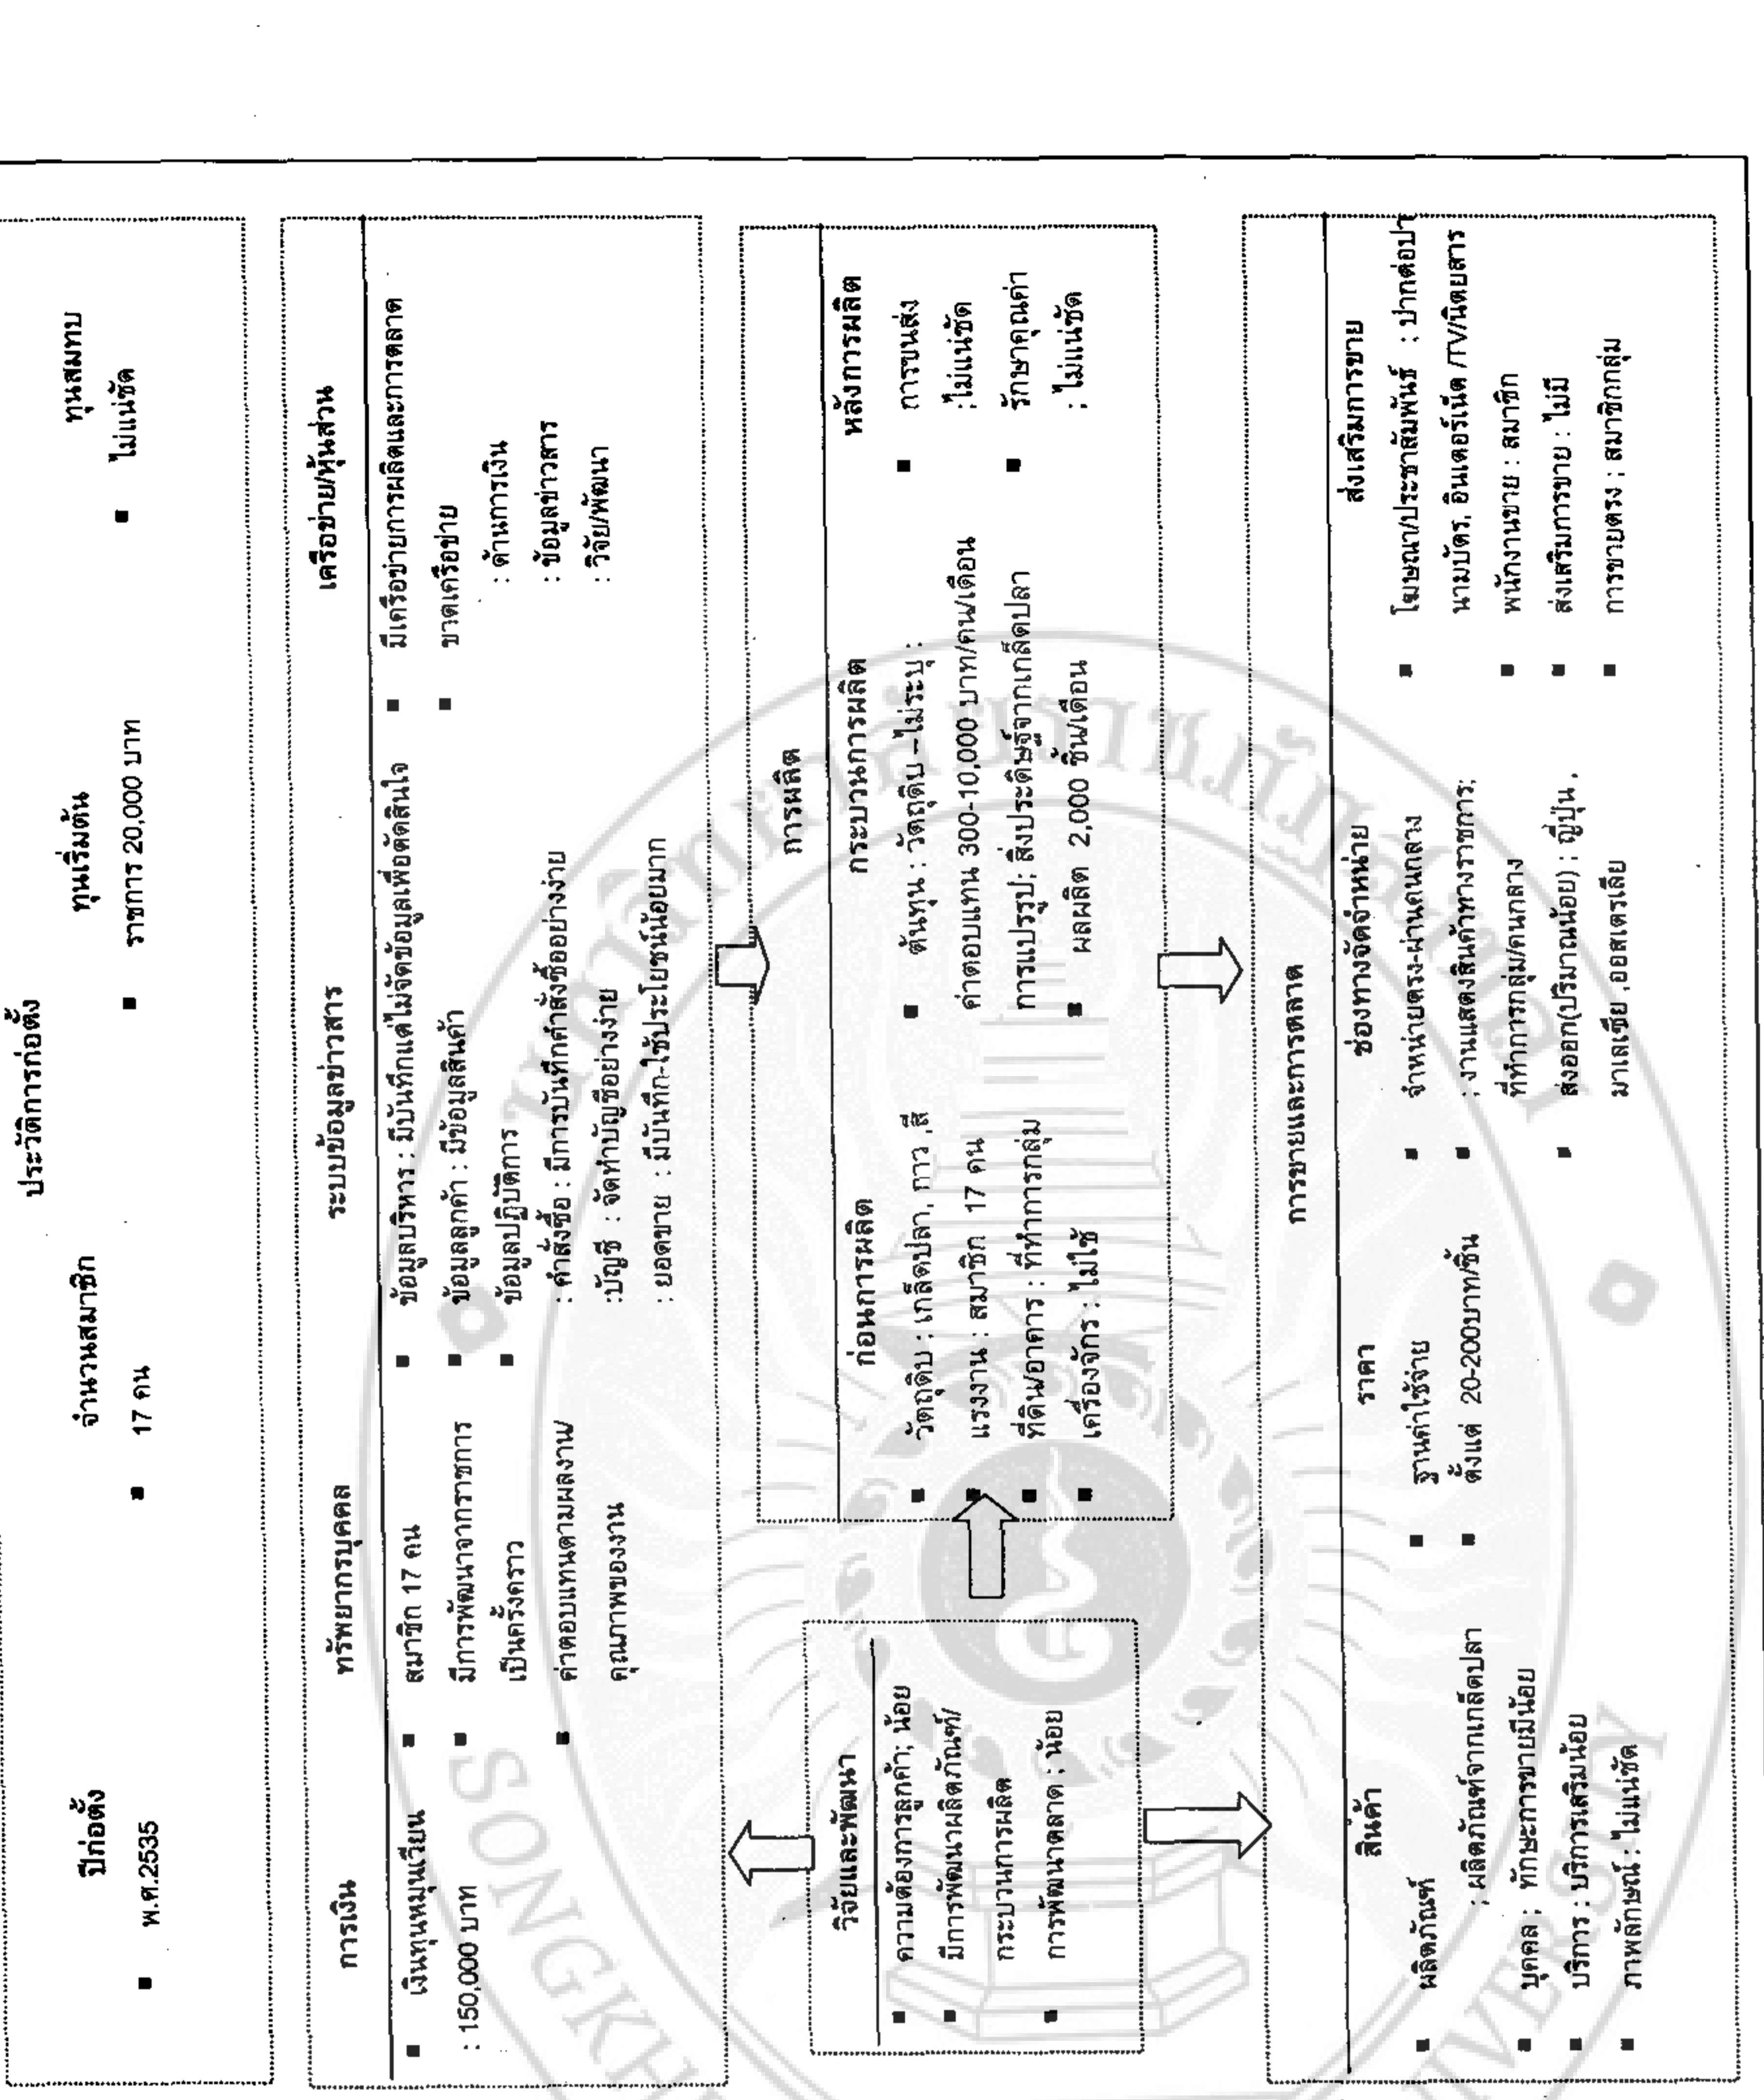 ประวัติการก่อตั้ง
ปีก่อตั้ง
จำนวนสมาชิก
ทุนเริ่มต้น
ทุนสมทบ
▪ พ.ศ.2535
▪ 17 คน
▪ ราชการ 20,000 บาท
▪ ไม่แน่ชัด
การเงิน
▪ เงินทุนหมุนเวียน
: 150,000 บาท
ทรัพยากรบุคคล
▪ สมาชิก 17 คน
▪ มีการพัฒนาจากราชการ
เป็นครั้งคราว
▪ ค่าตอบแทนตามผลงาน/
คุณภาพของงาน
ระบบข้อมูลข่าวสาร
▪ ข้อมูลบริหาร : มีบันทึกแต่ไม่จัดข้อมูลเพื่อตัดสินใจ
▪ ข้อมูลลูกค้า : มีข้อมูลสินค้า
▪ ข้อมูลปฏิบัติการ
: คำสั่งซื้อ : มีการบันทึกคำสั่งซื้ออย่างง่าย
:บัญชี : จัดทำบัญชีอย่างง่าย
: ยอดขาย : มีบันทึก-ใช้ประโยชน์น้อยมาก
เครือข่าย/หุ้นส่วน
▪ มีเครือข่ายการผลิตและการตลาด
▪ ขาดเครือข่าย
: ด้านการเงิน
: ข้อมูลข่าวสาร
: วิจัย/พัฒนา
วิจัยและพัฒนา
▪ ความต้องการลูกค้า; น้อย
▪ มีการพัฒนาผลิตภัณฑ์/
กระบวนการผลิต
▪ การพัฒนาตลาด ; น้อย
การผลิต
ก่อนการผลิต
▪ วัตถุดิบ : เกล็ดปลา, กาว ,สี
▪ แรงงาน : สมาชิก 17 คน
▪ ที่ดิน/อาคาร : ที่ทำการกลุ่ม
▪ เครื่องจักร : ไม่ใช้
กระบวนการผลิต
▪ ต้นทุน : วัตถุดิบ –ไม่ระบุ :
ค่าตอบแทน 300-10,000 บาท/คน/เดือน
การแปรรูป: สิ่งประดิษฐ์จากเกล็ดปลา
▪ ผลผลิต 2,000 ชิ้น/เดือน
หลังการผลิต
▪ การขนส่ง
:ไม่แน่ชัด
▪ รักษาคุณค่า
: ไม่แน่ชัด
การขายและการตลาด
สินค้า
▪ ผลิตภัณฑ์
; ผลิตภัณฑ์จากเกล็ดปลา
▪ บุคคล ; ทักษะการขายมีน้อย
▪ บริการ ; บริการเสริมน้อย
▪ ภาพลักษณ์ : ไม่แน่ชัด
ราคา
▪ ฐานค่าใช้จ่าย
▪ ตั้งแต่ 20-200บาท/ชิ้น
ช่องทางจัดจำหน่าย
▪ จำหน่ายตรง-ผ่านคนกลาง
▪ ; งานแสดงสินค้าทางราชการ;
ที่ทำการกลุ่ม/คนกลาง
▪ ส่งออก(ปริมาณน้อย) ; ญี่ปุ่น ,
มาเลเซีย ,ออสเตรเลีย
ส่งเสริมการขาย
▪ โฆษณา/ประชาสัมพันธ์ ; ปากต่อปา
นามบัตร, อินเตอร์เน็ต /TV/นิตยสาร
▪ พนักงานขาย : สมาชิก
▪ ส่งเสริมการขาย : ไม่มี
▪ การขายตรง ; สมาชิกกลุ่ม